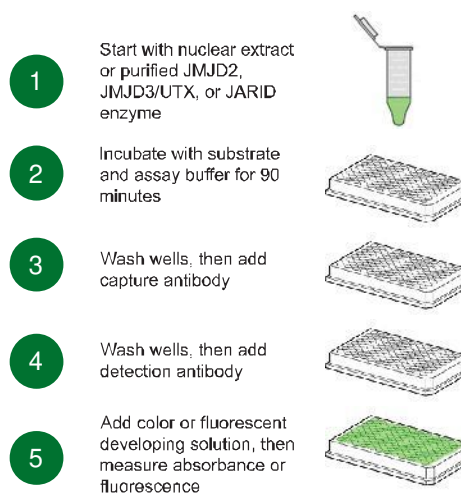 1
Start with nuclear extract
or purified JMJD2,
JMJD3/UTX, or JARID
enzyme
2
Incubate with substrate
and assay buffer for 90
minutes
3
Wash wells, then add
capture antibody
4
Wash wells, then add
detection antibody
5
Add color or fluorescent
developing solution, then
measure absorbance or
fluorescence